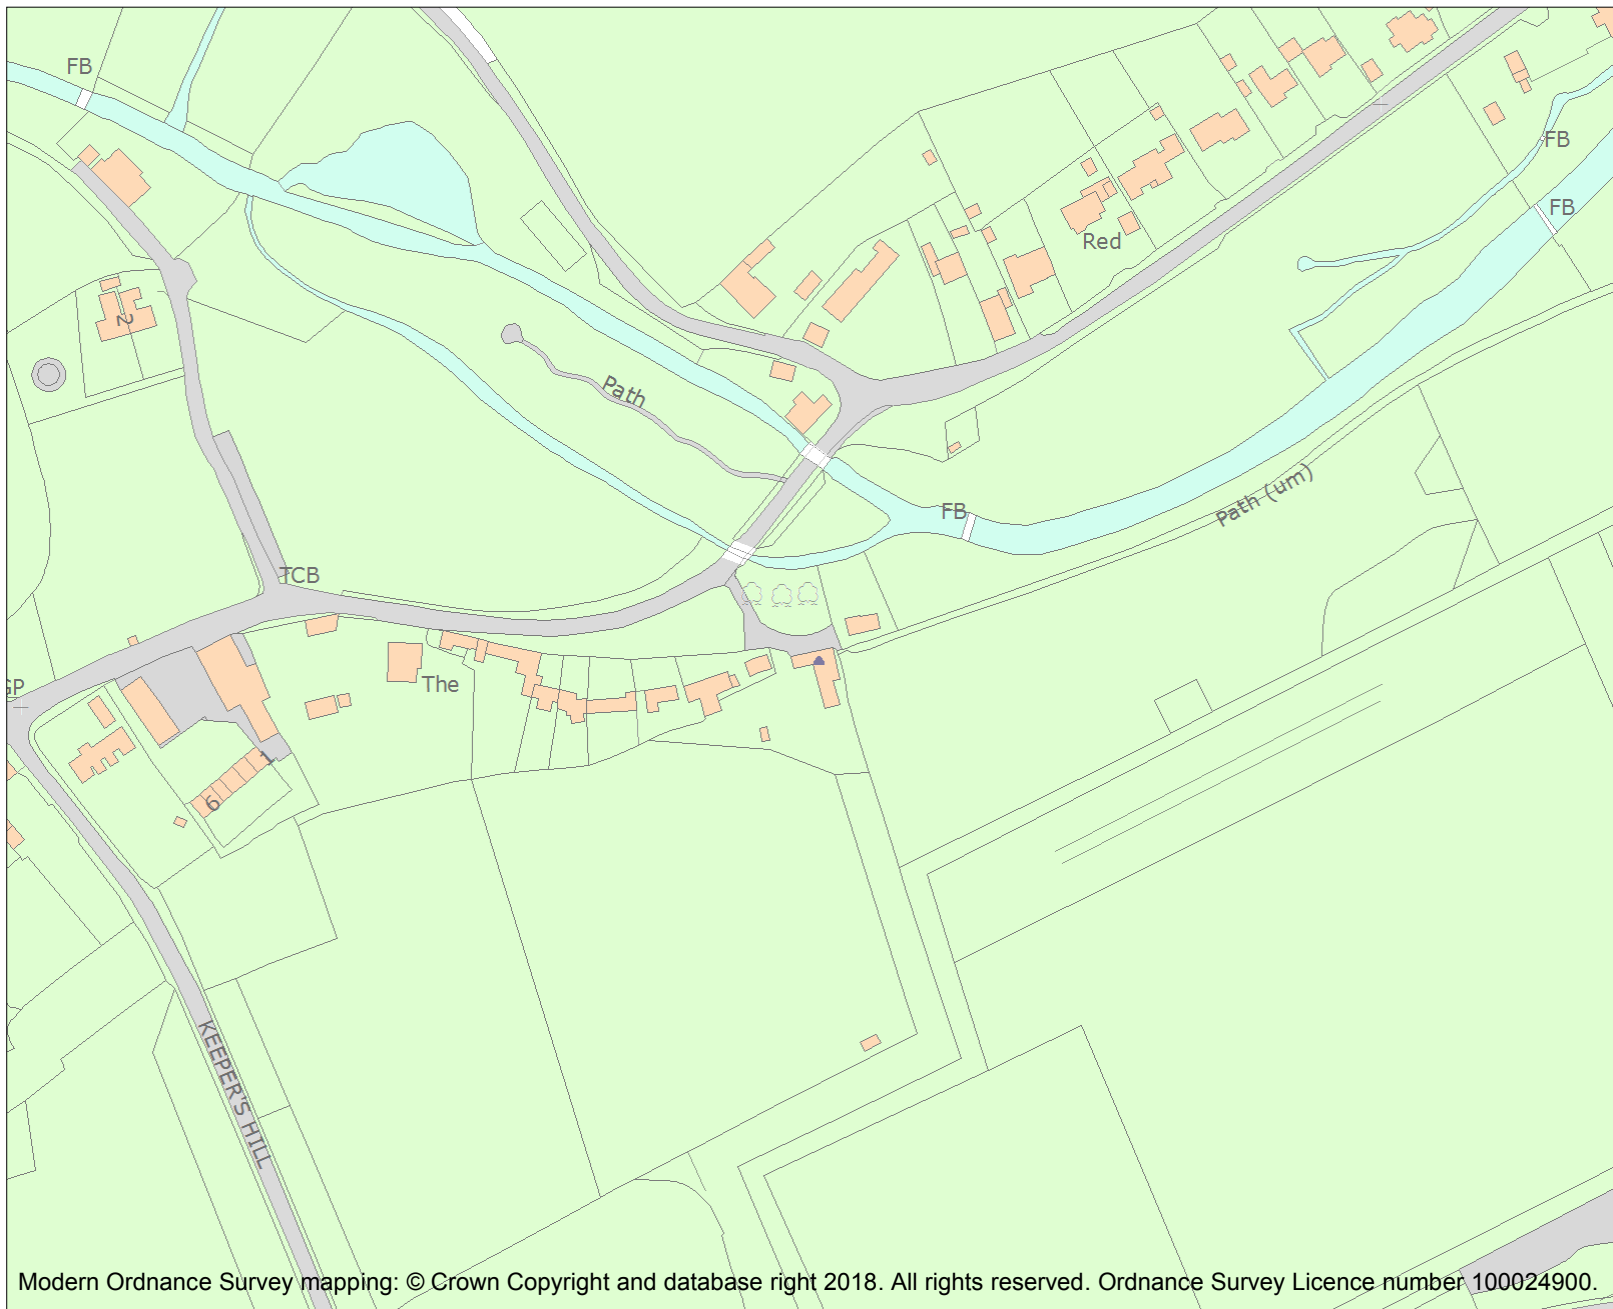 FB
FB
FB
Red
2
Path
Path (um)
FB
TCB
The
GP
1
6
KEEPER'S HILL
Modern Ordnance Survey mapping: © Crown Copyright and database right 2018. All rights reserved. Ordnance Survey Licence number 100024900.